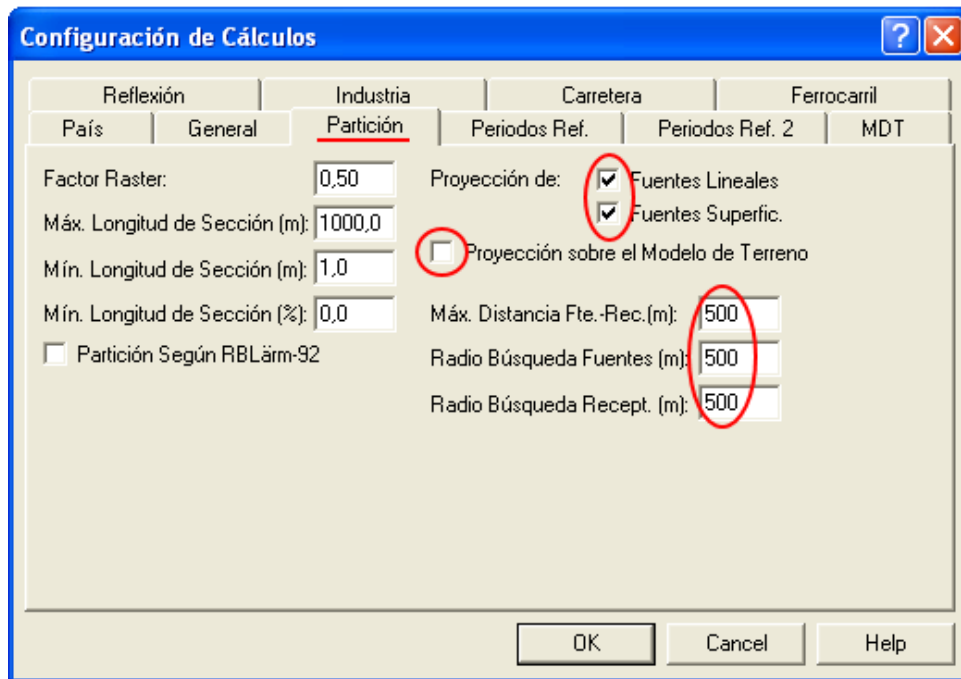 Configuración de Cálculos
Reflexión Industria Carretera Ferrocarril
País General Partición Periodos Ref. Periodos Ref. 2 MDT
Factor Raster: 0,50
Máx. Longitud de Sección (m): 1000,0
Mín. Longitud de Sección (m): 1,0
Mín. Longitud de Sección (%): 0,0
Partición Según RBLärm-92
Proyección de: Fuentes Lineales
Fuentes Superfic.
Proyección sobre el Modelo de Terreno
Máx. Distancia Fte.-Rec.(m): 500
Radio Búsqueda Fuentes (m): 500
Radio Búsqueda Recept. (m): 500
OK Cancel Help